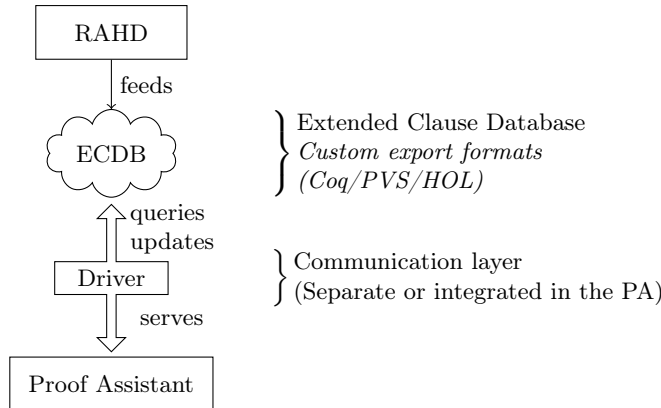 RAHD
feeds
ECDB
Extended Clause Database
Custom export formats
(Coq/PVS/HOL)
queries
updates
Driver
Communication layer
(Separate or integrated in the PA)
serves
Proof Assistant